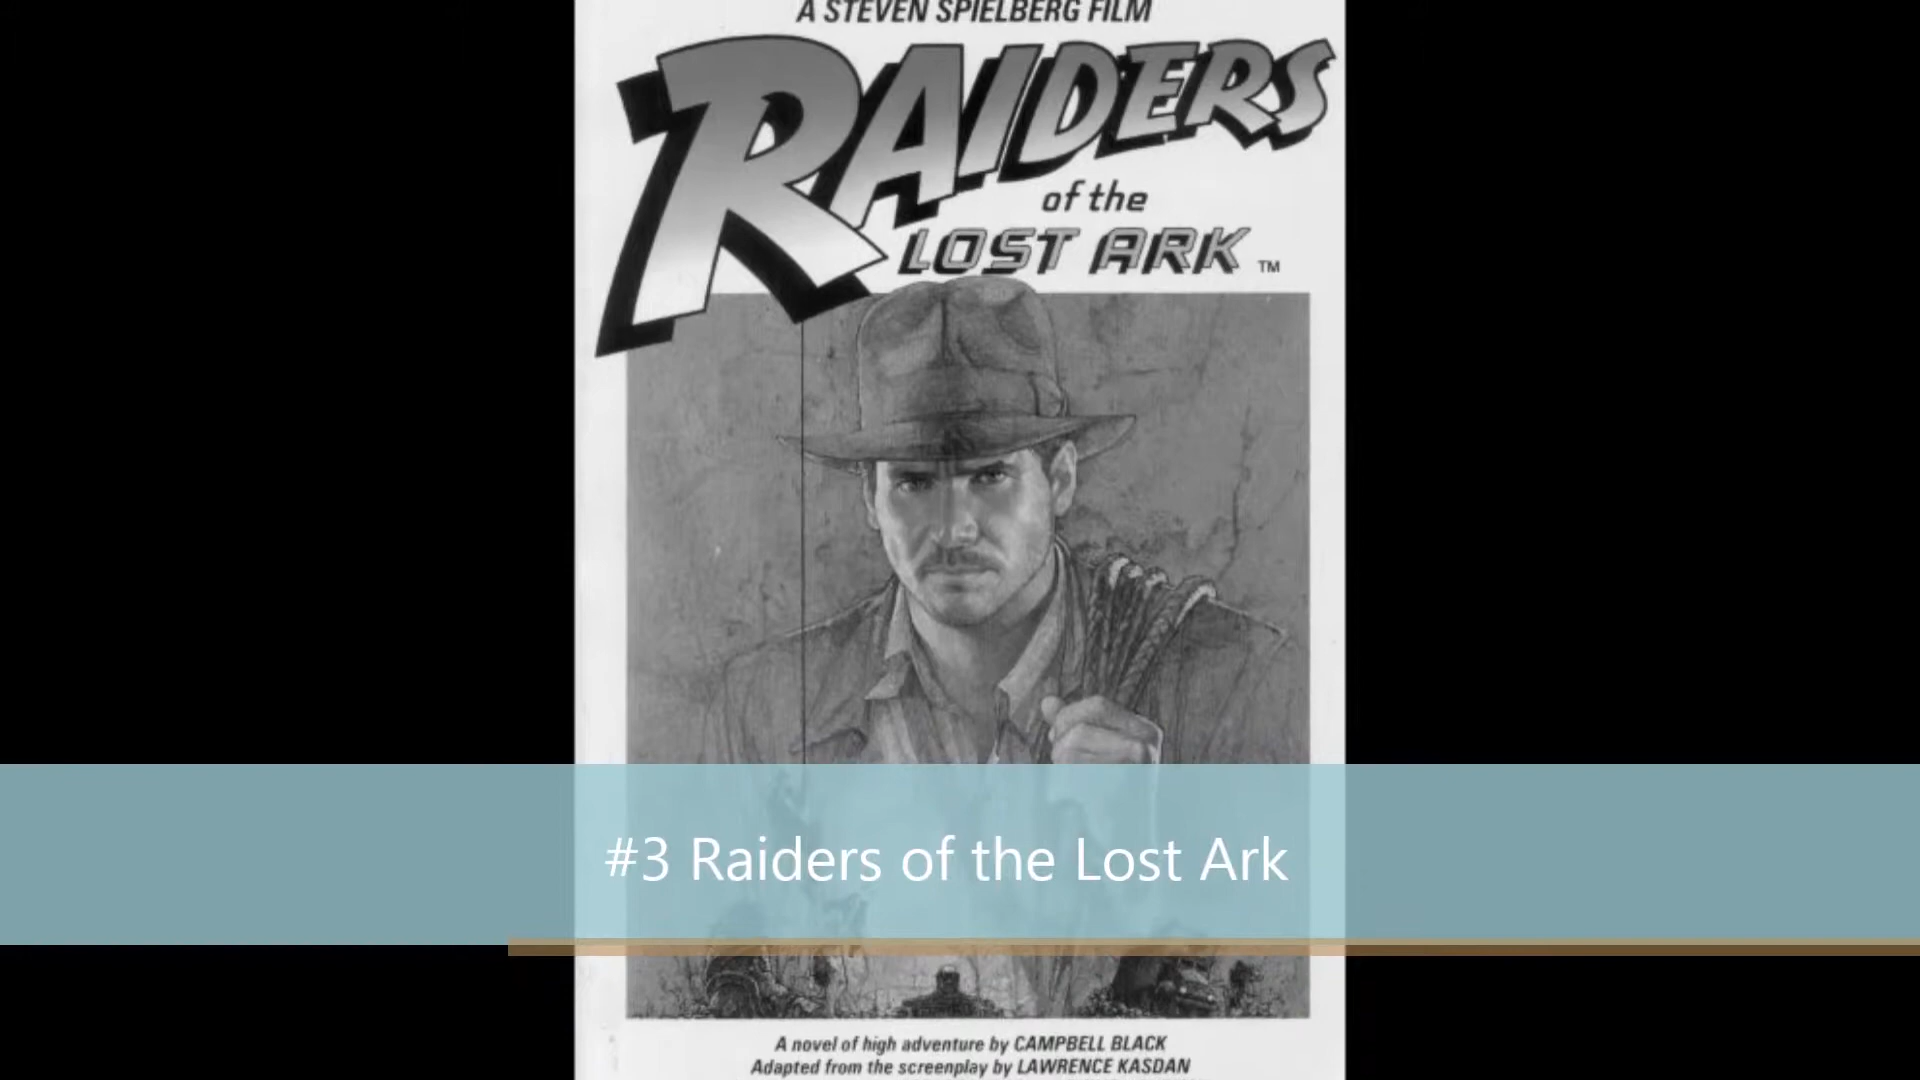 A STEVEN SPIELBERG FILM
RAIDERS
of the
LOST ARK ™
#3 Raiders of the Lost Ark
A novel of high adventure by CAMPBELL BLACK
Adapted from the screenplay by LAWRENCE KASDAN